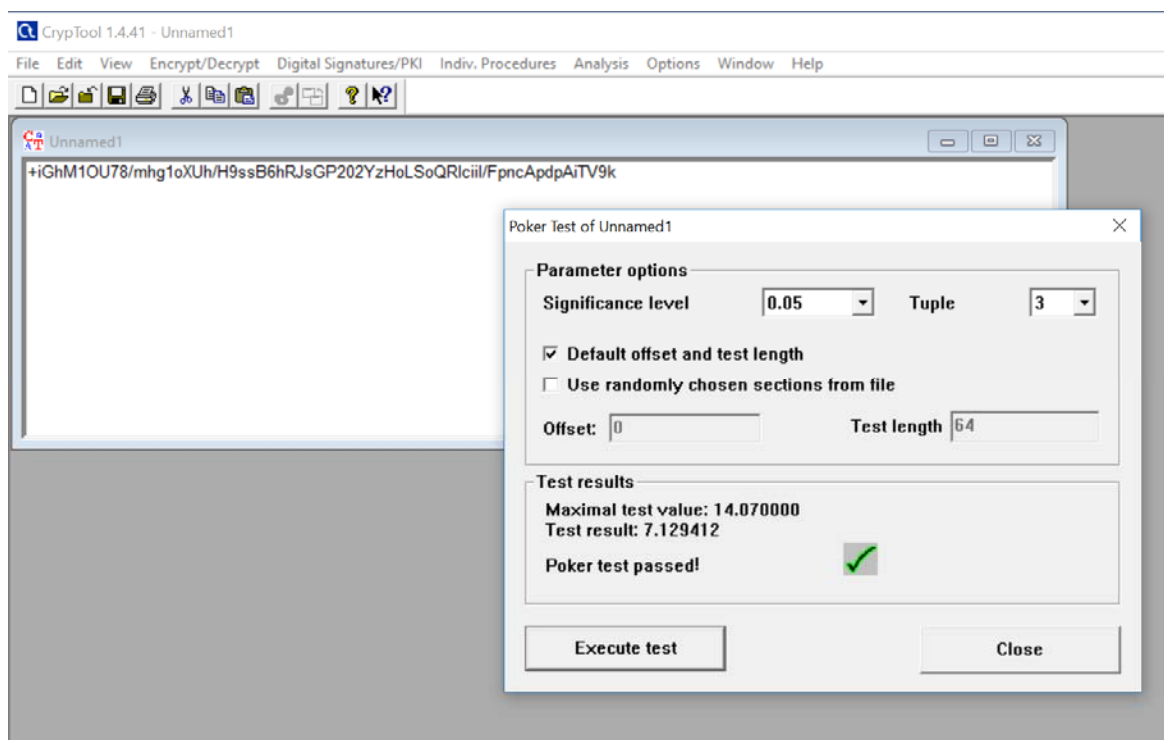 CrypTool 1.4.41 - Unnamed1
File Edit View Encrypt/Decrypt Digital Signatures/PKI Indiv. Procedures Analysis Options Window Help
Unnamed1
+iGhM1OU78/mhg1oXUh/H9ssB6hRJsGP202YzHoLSoQRlciil/FpncApdpAiTV9k
Poker Test of Unnamed1
Parameter options
Significance level 0.05 Tuple 3
Default offset and test length
Use randomly chosen sections from file
Offset: 0 Test length 64
Test results
Maximal test value: 14.070000
Test result: 7.129412
Poker test passed!
Execute test Close